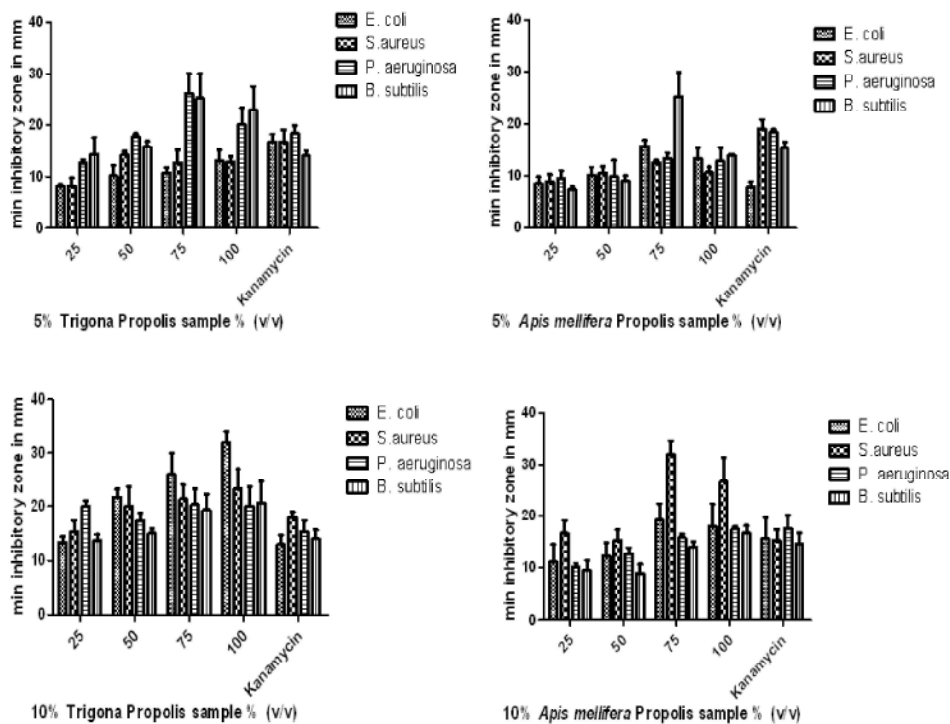 min inhibitory zone in mm
40
30
20
10
0
25
50
75
100
Kanamycin
E. coli
S.aureus
P. aeruginosa
B. subtilis
5% Trigona Propolis sample % (v/v)
min inhibitory zone in mm
40
30
20
10
0
25
50
75
100
Kanamycin
E. coli
S.aureus
P. aeruginosa
B. subtilis
5% Apis mellifera Propolis sample % (v/v)
min inhibitory zone in mm
40
30
20
10
0
25
50
75
100
Kanamycin
E. coli
S.aureus
P. aeruginosa
B. subtilis
10% Trigona Propolis sample % (v/v)
min inhibitory zone in mm
40
30
20
10
0
25
50
75
100
Kanamycin
E. coli
S.aureus
P aeruginosa
B. subtilis
10% Apis mellifera Propolis sample % (v/v)